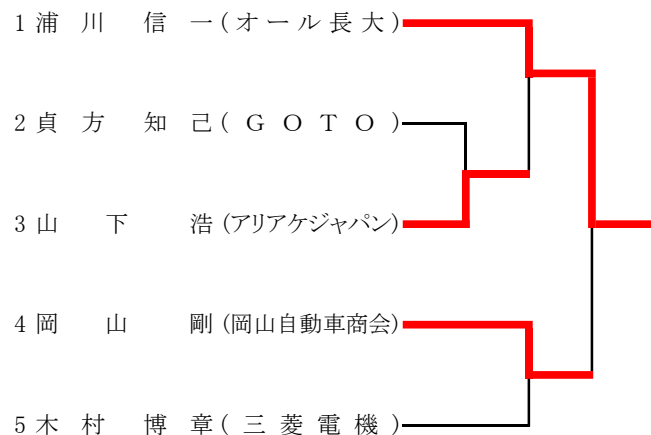 1 浦川 信一 (オール長大)
2 貞方 知己 (GOTO)
3 山下 浩 (アリアケジャパン)
4 岡山 剛 (岡山自動車商会)
5 木村 博章 (三菱電機)